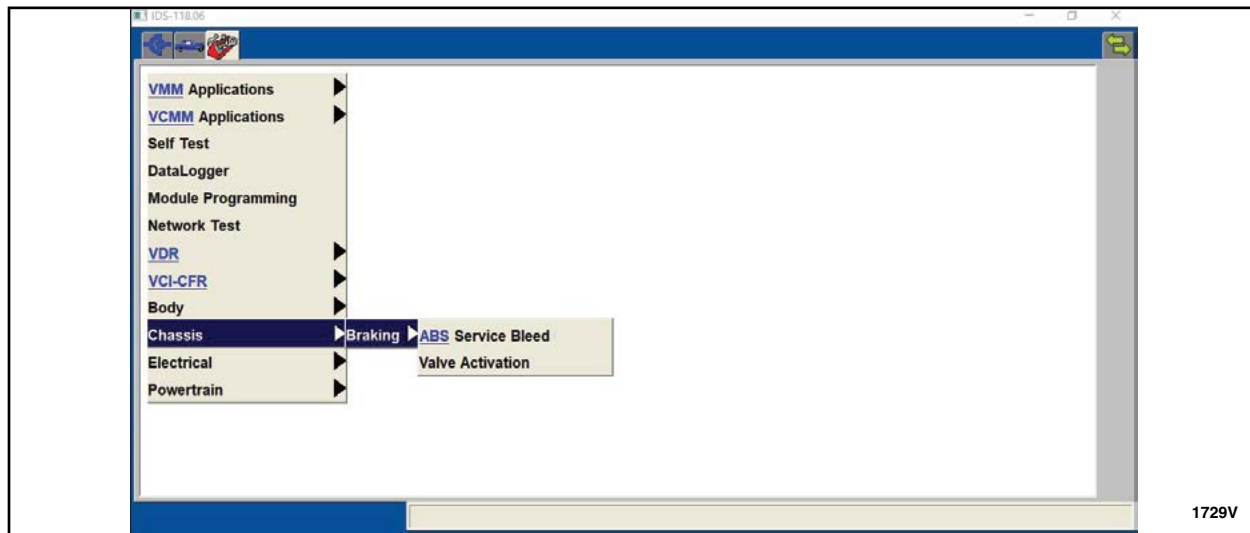 IDS-118.06
VMM Applications
VCMM Applications
Self Test
DataLogger
Module Programming
Network Test
VDR
VCI-CFR
Body
Chassis Braking ABS Service Bleed
Electrical Valve Activation
Powertrain
1729V